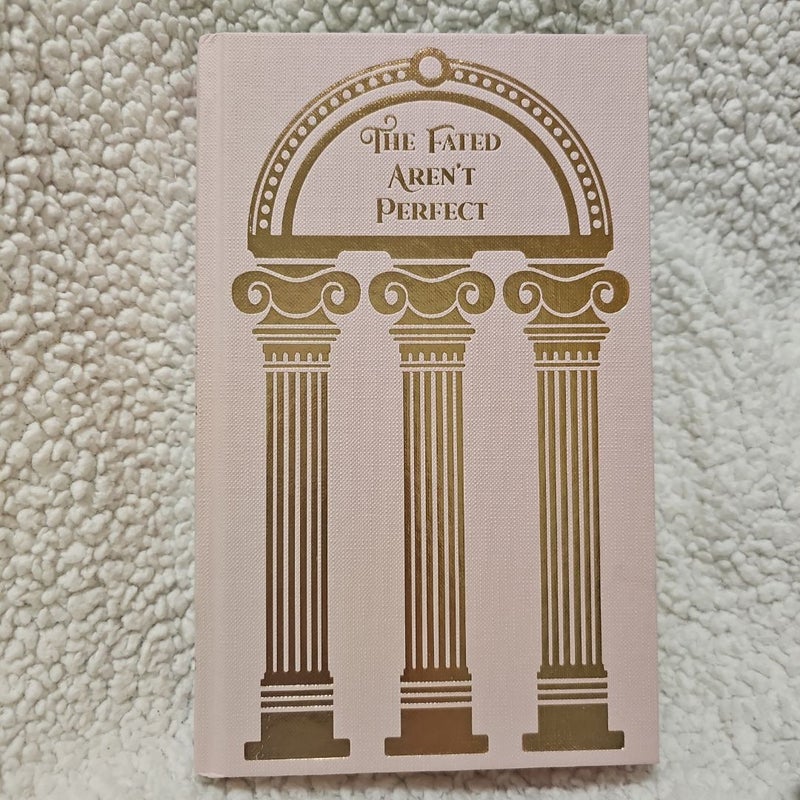 The Fated
Aren't
Perfect